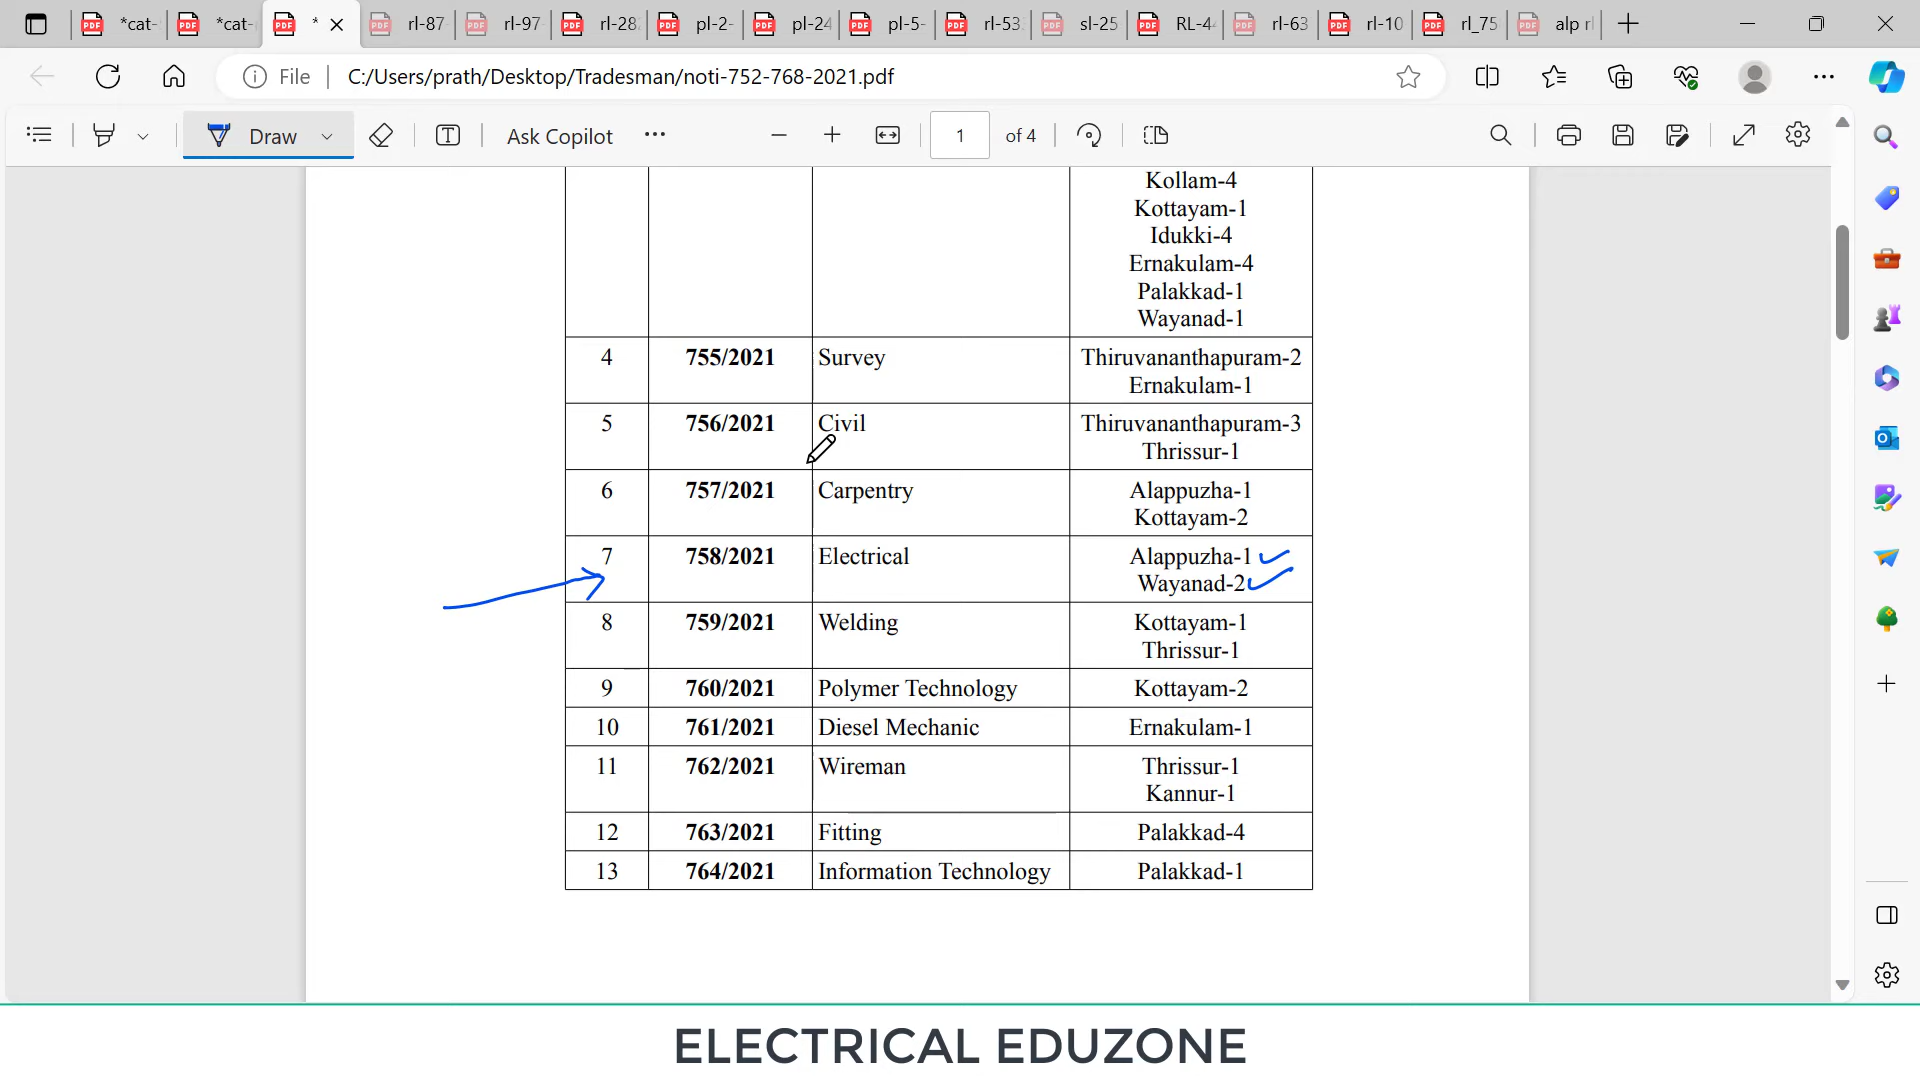 *cat-
*cat-
*
rl-87
rl-97
rl-28
pl-2-
pl-24
pl-5-
rl-53
sl-25
RL-4
rl-63
rl-10
rl_75
alp rl
File
C:/Users/prath/Desktop/Tradesman/noti-752-768-2021.pdf
Draw
Ask Copilot
1 of 4
Kollam-4
Kottayam-1
Idukki-4
Ernakulam-4
Palakkad-1
Wayanad-1
4 755/2021 Survey Thiruvananthapuram-2
Ernakulam-1
5 756/2021 Civil Thiruvananthapuram-3
Thrissur-1
6 757/2021 Carpentry Alappuzha-1
Kottayam-2
7 758/2021 Electrical Alappuzha-1
Wayanad-2
8 759/2021 Welding Kottayam-1
Thrissur-1
9 760/2021 Polymer Technology Kottayam-2
10 761/2021 Diesel Mechanic Ernakulam-1
11 762/2021 Wireman Thrissur-1
Kannur-1
12 763/2021 Fitting Palakkad-4
13 764/2021 Information Technology Palakkad-1
ELECTRICAL EDUZONE